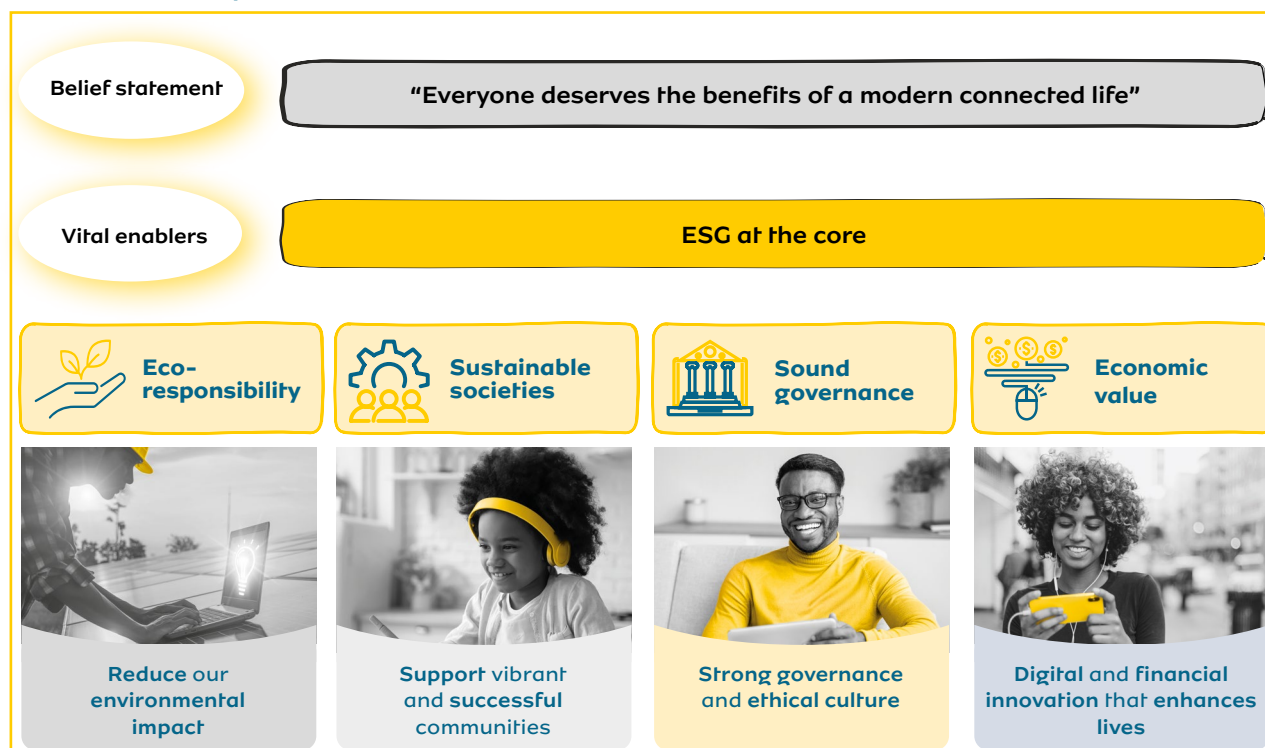 Belief statement
“Everyone deserves the benefits of a modern connected life”
Vital enablers
ESG at the core
Eco-
responsibility
Sustainable
societies
Sound
governance
Economic
value
Reduce our
environmental
impact
Support vibrant
and successful
communities
Strong governance
and ethical culture
Digital and financial
innovation that enhances
lives